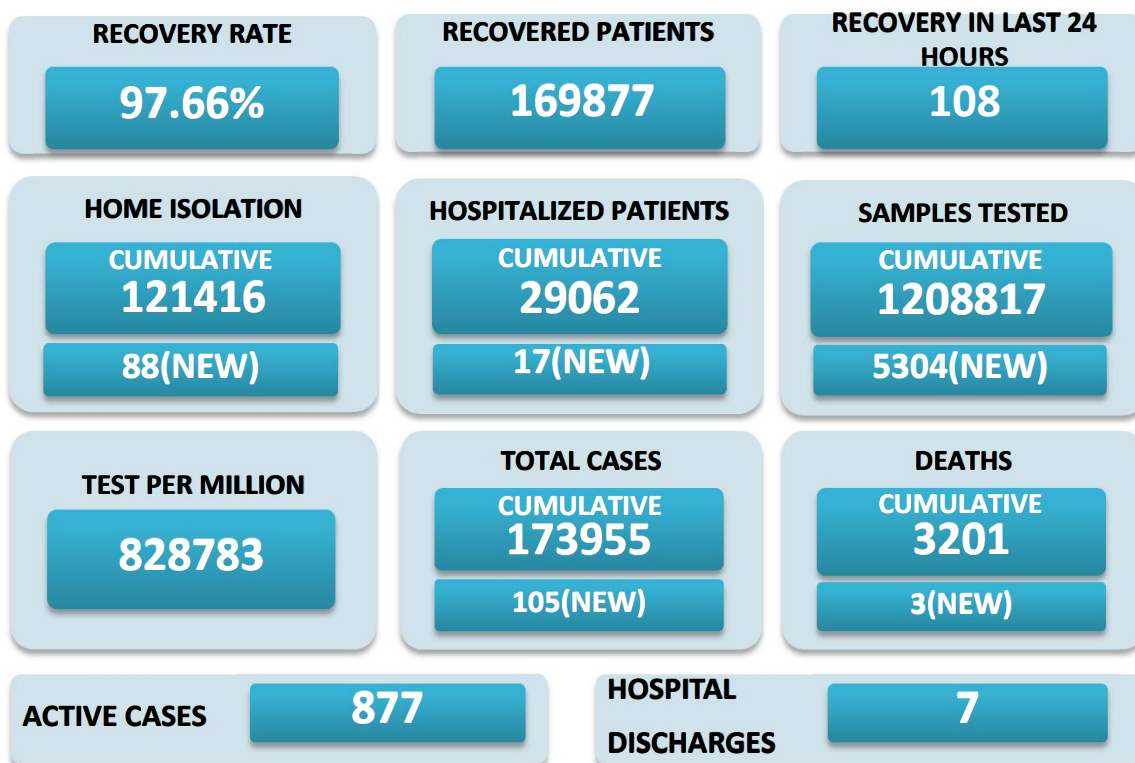 RECOVERY RATE
97.66%
RECOVERED PATIENTS
169877
RECOVERY IN LAST 24
HOURS
108
HOME ISOLATION
CUMULATIVE
121416
88(NEW)
HOSPITALIZED PATIENTS
CUMULATIVE
29062
17(NEW)
SAMPLES TESTED
CUMULATIVE
1208817
5304(NEW)
TEST PER MILLION
828783
TOTAL CASES
CUMULATIVE
173955
105(NEW)
DEATHS
CUMULATIVE
3201
3(NEW)
ACTIVE CASES
877
HOSPITAL
DISCHARGES
7